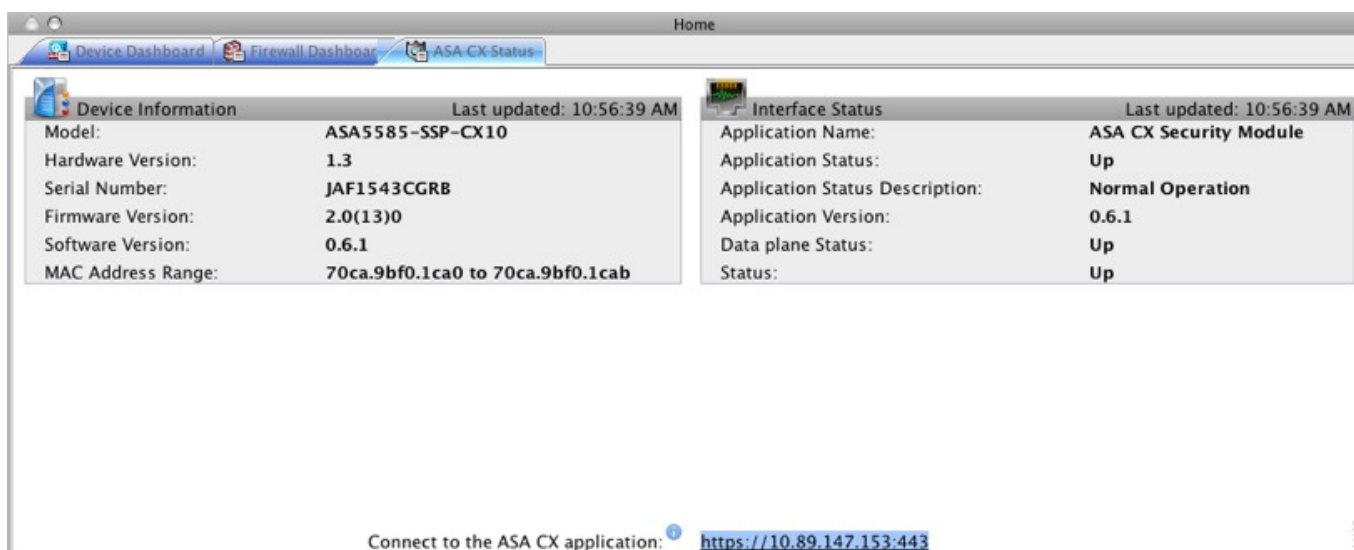 Home
Device Dashboard
Firewall Dashboar
ASA CX Status
Device Information Last updated: 10:56:39 AM
Model: ASA5585-SSP-CX10
Hardware Version: 1.3
Serial Number: JAF1543CGRB
Firmware Version: 2.0(13)0
Software Version: 0.6.1
MAC Address Range: 70ca.9bf0.1ca0 to 70ca.9bf0.1cab
Interface Status Last updated: 10:56:39 AM
Application Name: ASA CX Security Module
Application Status: Up
Application Status Description: Normal Operation
Application Version: 0.6.1
Data plane Status: Up
Status: Up
Connect to the ASA CX application: https://10.89.147.153:443